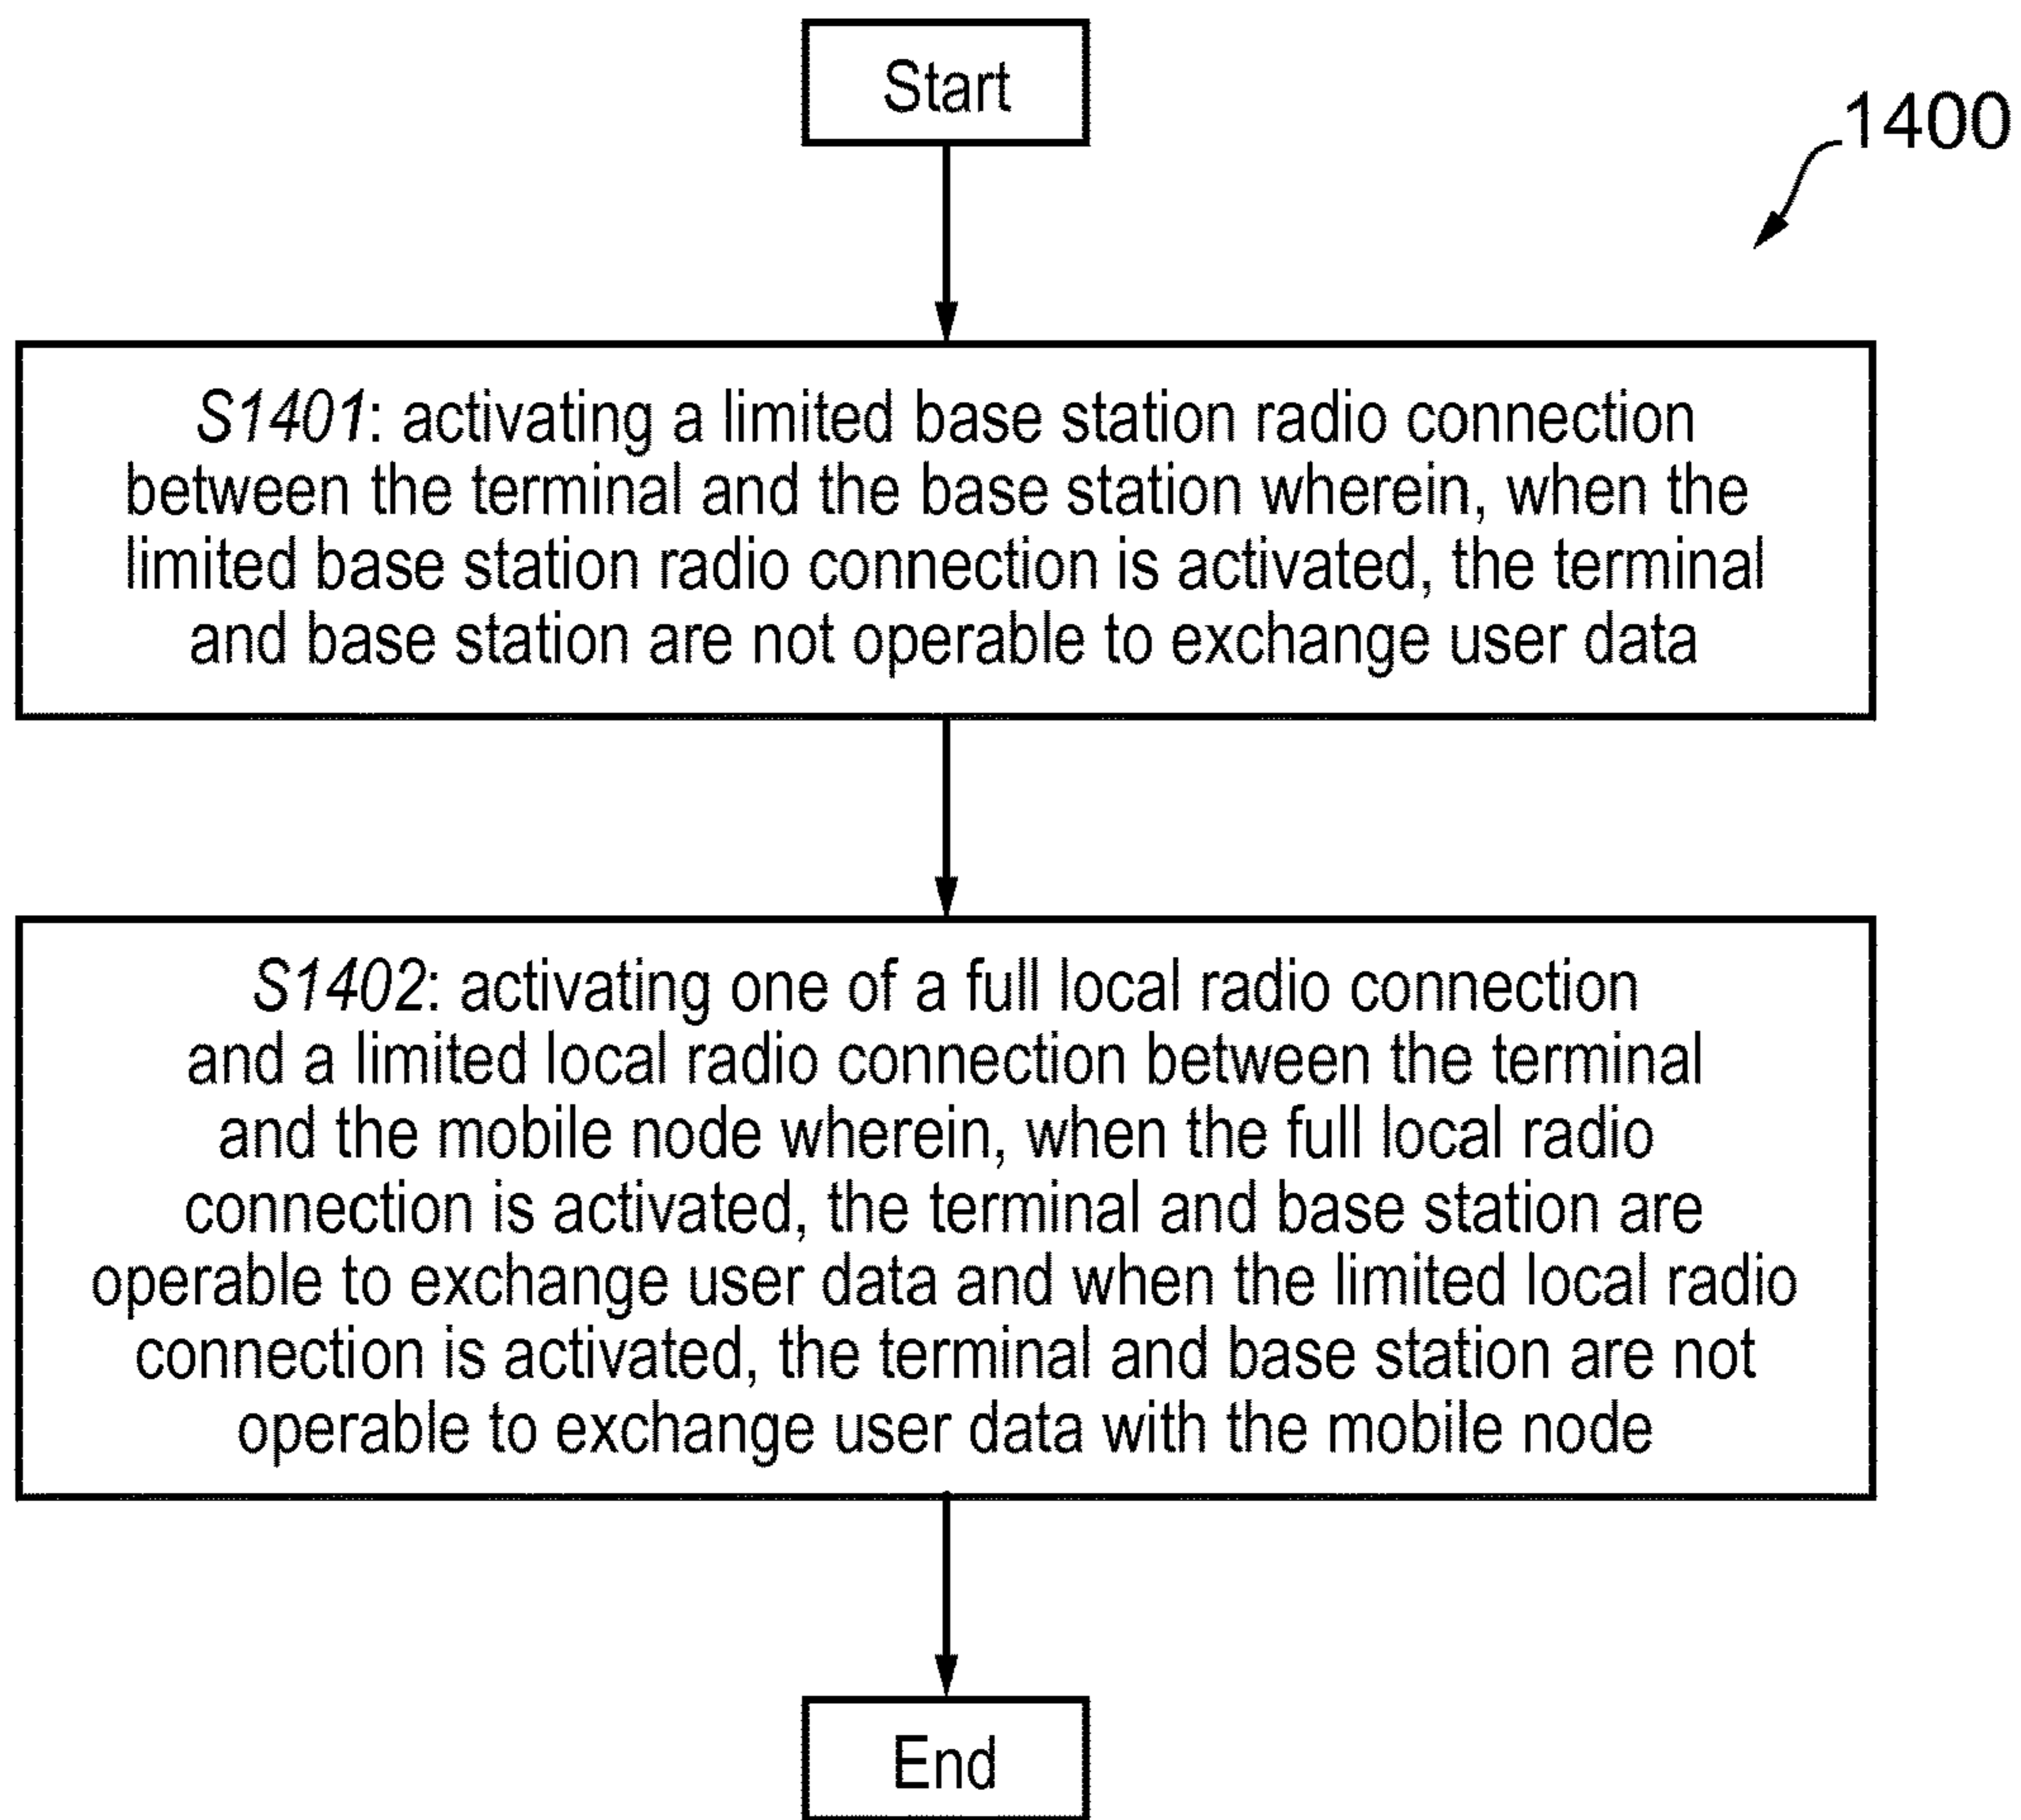 Start
1400
S1401: activating a limited base station radio connection
between the terminal and the base station wherein, when the
limited base station radio connection is activated, the terminal
and base station are not operable to exchange user data
S1402: activating one of a full local radio connection
and a limited local radio connection between the terminal
and the mobile node wherein, when the full local radio
connection is activated, the terminal and base station are
operable to exchange user data and when the limited local radio
connection is activated, the terminal and base station are not
operable to exchange user data with the mobile node
End